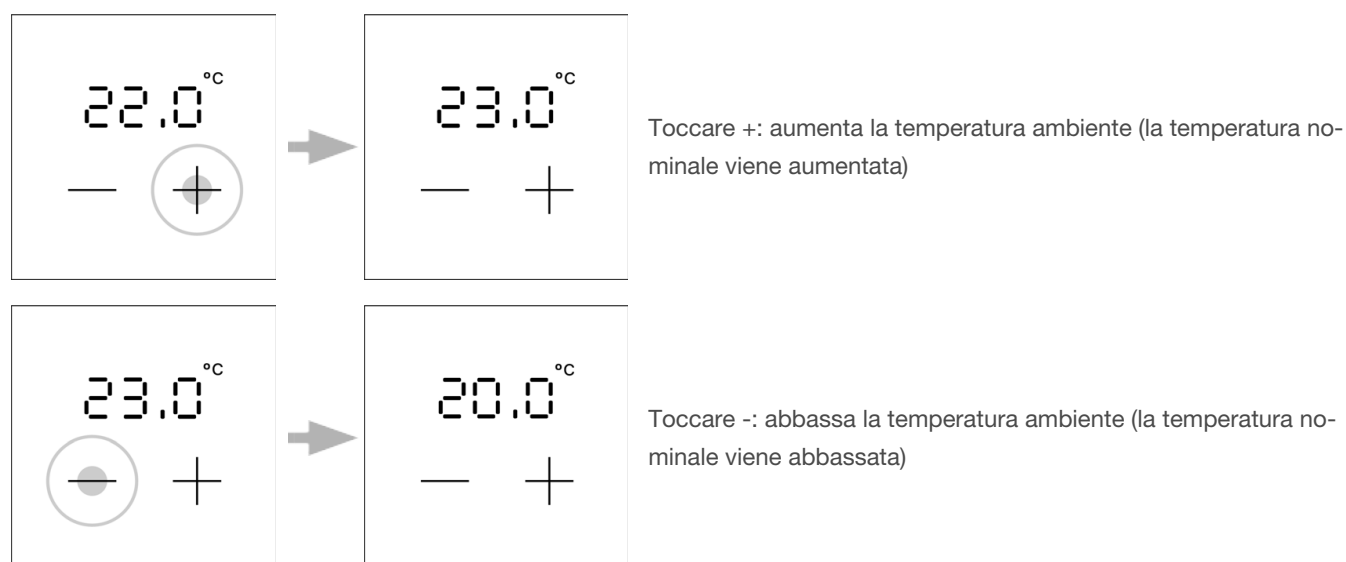 22.0°C
23.0°C
Toccare +: aumenta la temperatura ambiente (la temperatura no-
minale viene aumentata)
— +
— +
23.0°C
20.0°C
Toccare -: abbassa la temperatura ambiente (la temperatura no-
minale viene abbassata)
— +
— +